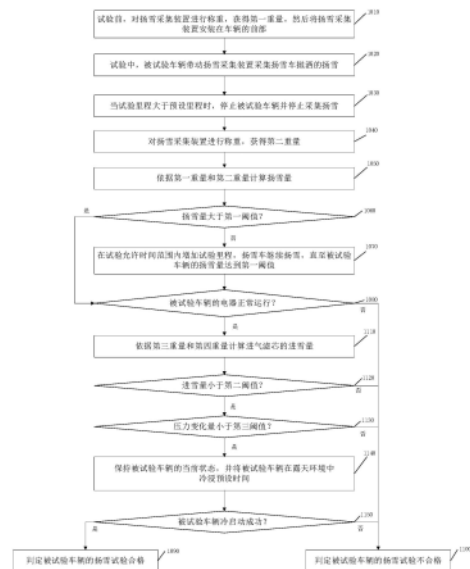 试验前，对扬雪采集装置进行称重，获得第一重量，然后将扬雪采集
装置安装在车辆的前部
1010
试验中，被试验车辆带动扬雪采集装置采集扬雪车抛洒的扬雪
1020
当试验里程大于预设里程时，停止被试验车辆并停止采集扬雪
1030
对扬雪采集装置进行称重，获得第二重量
1040
依据第一重量和第二重量计算扬雪量
1050
是
扬雪量大于第一阈值？
否
在试验允许时间范围内增加试验里程，扬雪车继续扬雪，直至被试验
车辆的扬雪量达到第一阈值
被试验车辆的电器正常运行？
否
是
依据第三重量和第四重量计算进气滤芯的进雪量
1110
进雪量小于第二阈值？
1120
否
是
压力变化量小于第三阈值？
1130
否
是
保持被试验车辆的当前状态，并将被试验车辆在露天环境中
冷浸预设时间
1140
被试验车辆冷启动成功？
是
否
判定被试验车辆的扬雪试验合格
1090
判定被试验车辆的扬雪试验不合格
1100